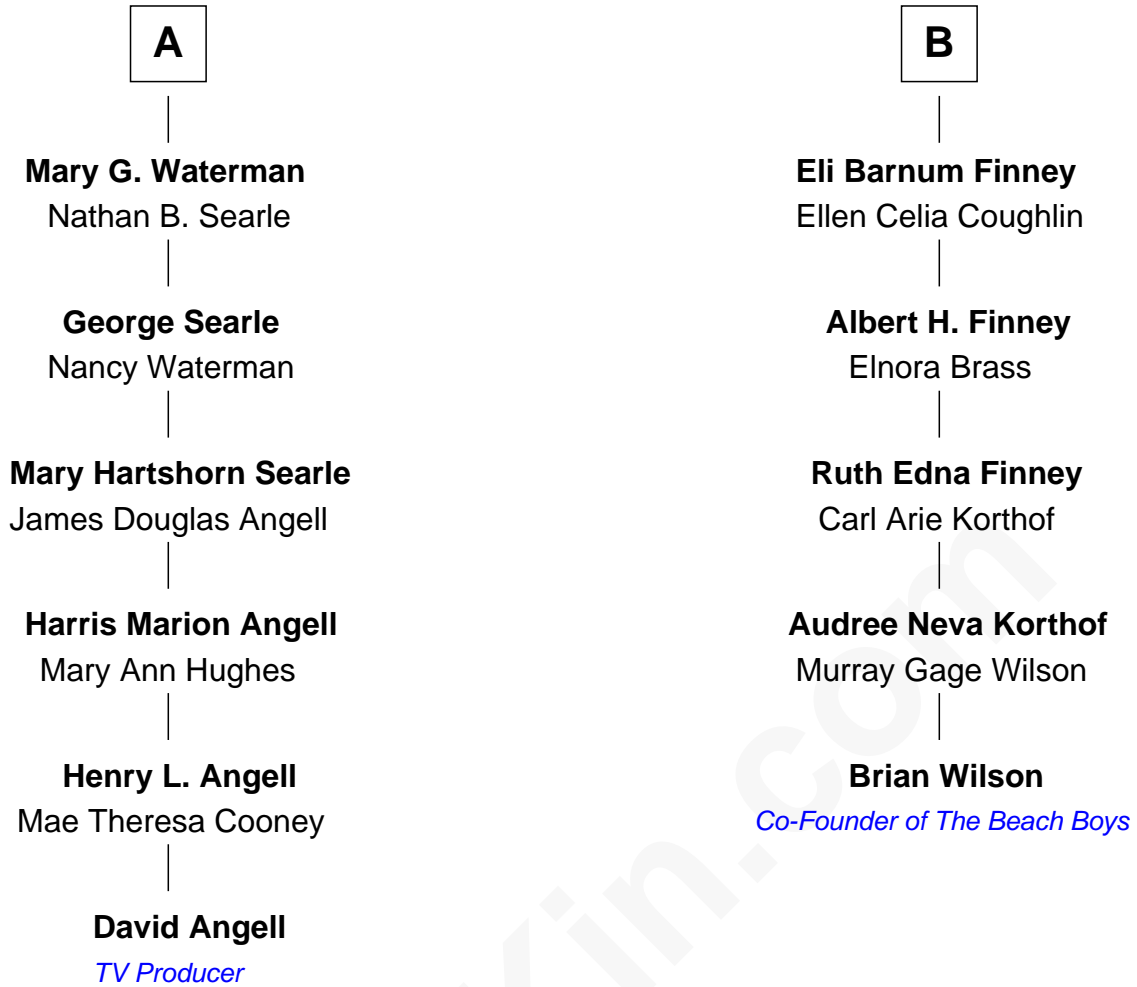 A
Mary G. Waterman
Nathan B. Searle
George Searle
Nancy Waterman
Mary Hartshorn Searle
James Douglas Angell
Harris Marion Angell
Mary Ann Hughes
Henry L. Angell
Mae Theresa Cooney
David Angell
TV Producer
B
Eli Barnum Finney
Ellen Celia Coughlin
Albert H. Finney
Elnora Brass
Ruth Edna Finney
Carl Arie Korthof
Audree Neva Korthof
Murray Gage Wilson
Brian Wilson
Co-Founder of The Beach Boys
Kin.com